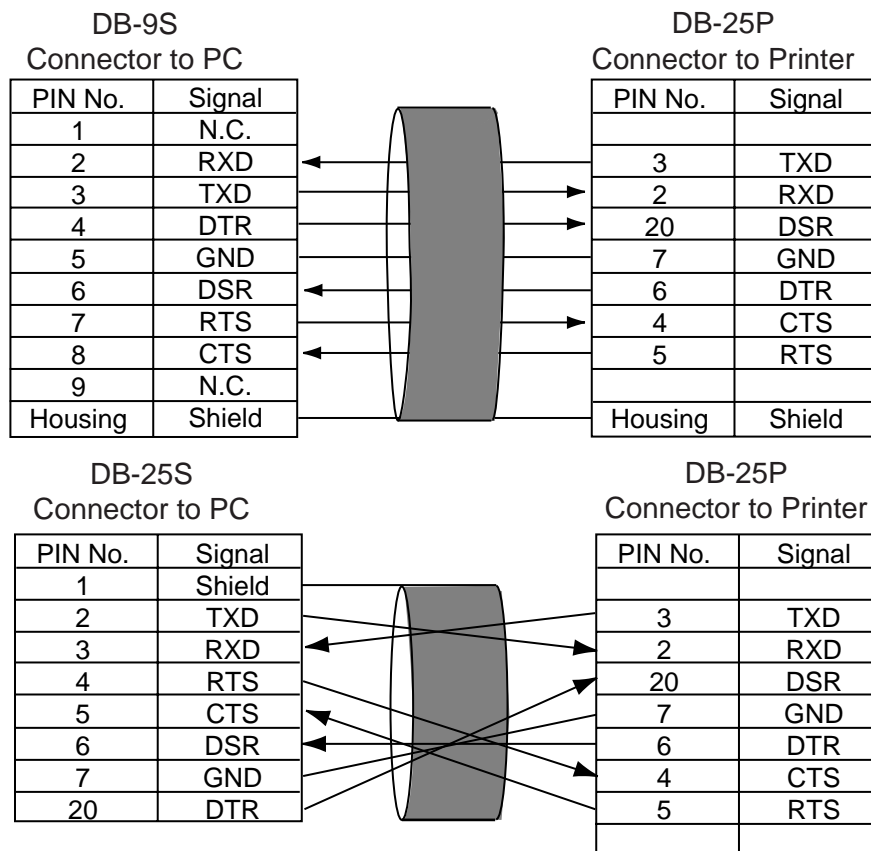 DB-9S
Connector to PC
PIN No. Signal
1 N.C.
2 RXD
3 TXD
4 DTR
5 GND
6 DSR
7 RTS
8 CTS
9 N.C.
Housing Shield
DB-25P
Connector to Printer
PIN No. Signal
3 TXD
2 RXD
20 DSR
7 GND
6 DTR
4 CTS
5 RTS
Housing Shield
DB-25S
Connector to PC
PIN No. Signal
1 Shield
2 TXD
3 RXD
4 RTS
5 CTS
6 DSR
7 GND
20 DTR
DB-25P
Connector to Printer
PIN No. Signal
3 TXD
2 RXD
20 DSR
7 GND
6 DTR
4 CTS
5 RTS